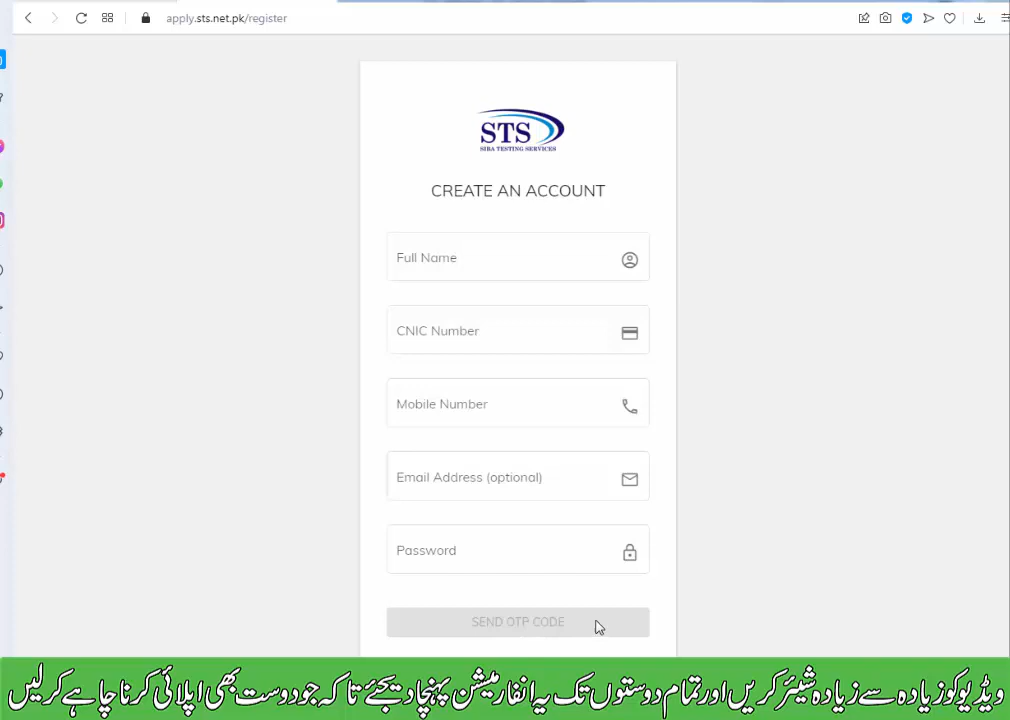 apply.sts.net.pk/register
STS
SIBA TESTING SERVICES
CREATE AN ACCOUNT
Full Name
CNIC Number
Mobile Number
Email Address (optional)
Password
SEND OTP CODE
ویڈیو کو زیادہ سے زیادہ شیئر کریں اور تمام دوستوں تک یہ انفارمیشن پہنچا دیجئے تاکہ جو دوست بھی اپلائی کرنا چاہے کر لیں